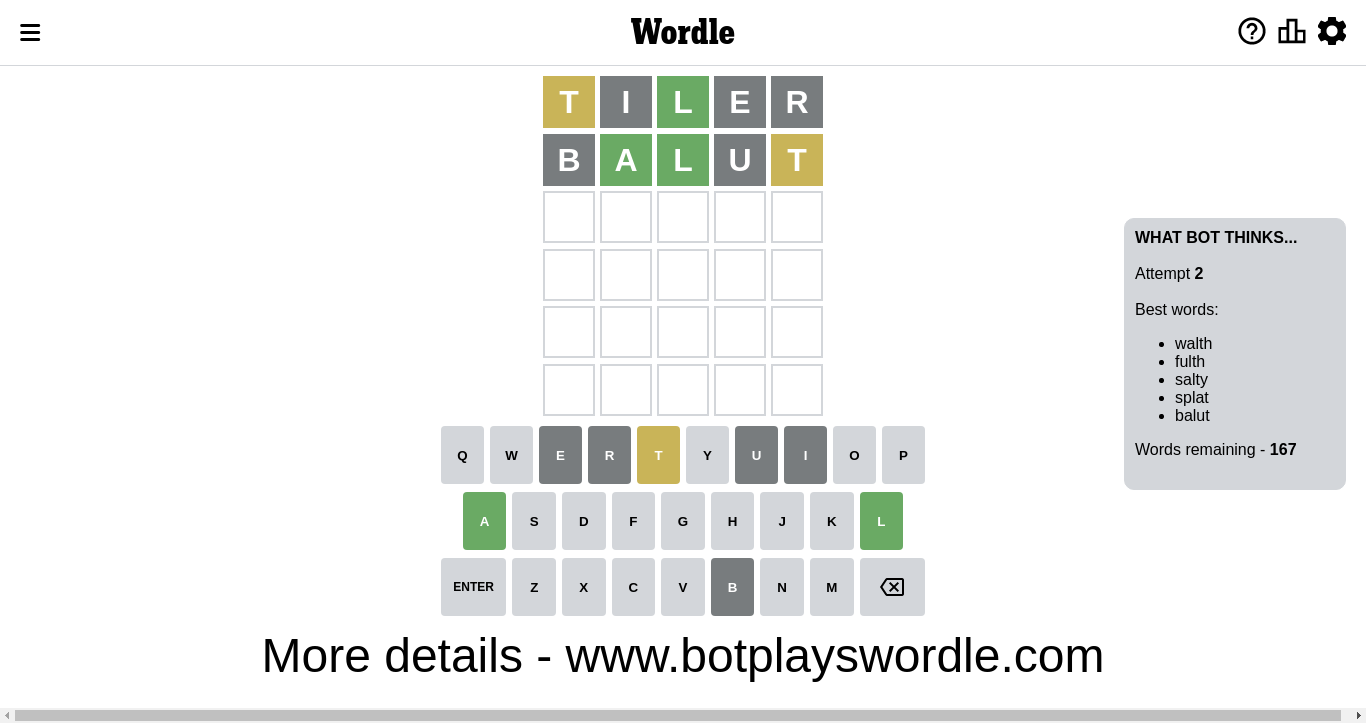 Wordle
T I L E R
B A L U T
WHAT BOT THINKS...
Attempt 2
Best words:
walth
fulth
salty
splat
balut
Words remaining - 167
Q W E R T Y U I O P
A S D F G H J K L
ENTER Z X C V B N M
More details - www.botplayswordle.com